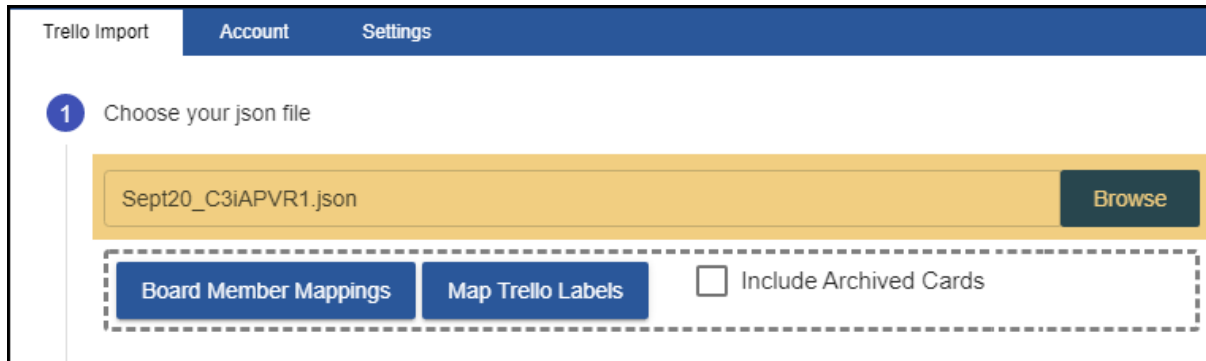 Trello Import Account Settings
1 Choose your json file
Sept20_C3iAPVR1.json Browse
Board Member Mappings Map Trello Labels Include Archived Cards